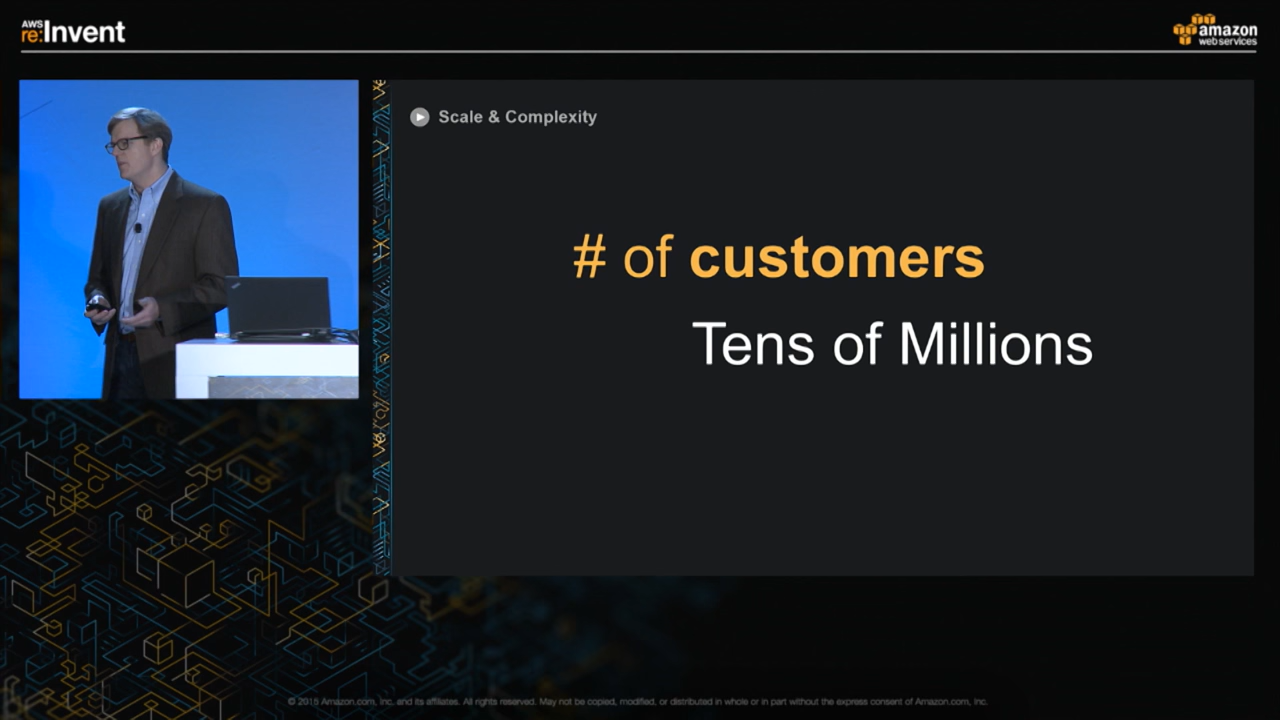 AWS
re:Invent
amazon
webservices
Scale & Complexity
# of customers
Tens of Millions
© 2015 Amazon.com, Inc. and its affiliates. All rights reserved. May not be copied, modified, or distributed in whole or in part without the express consent of Amazon.com, Inc.